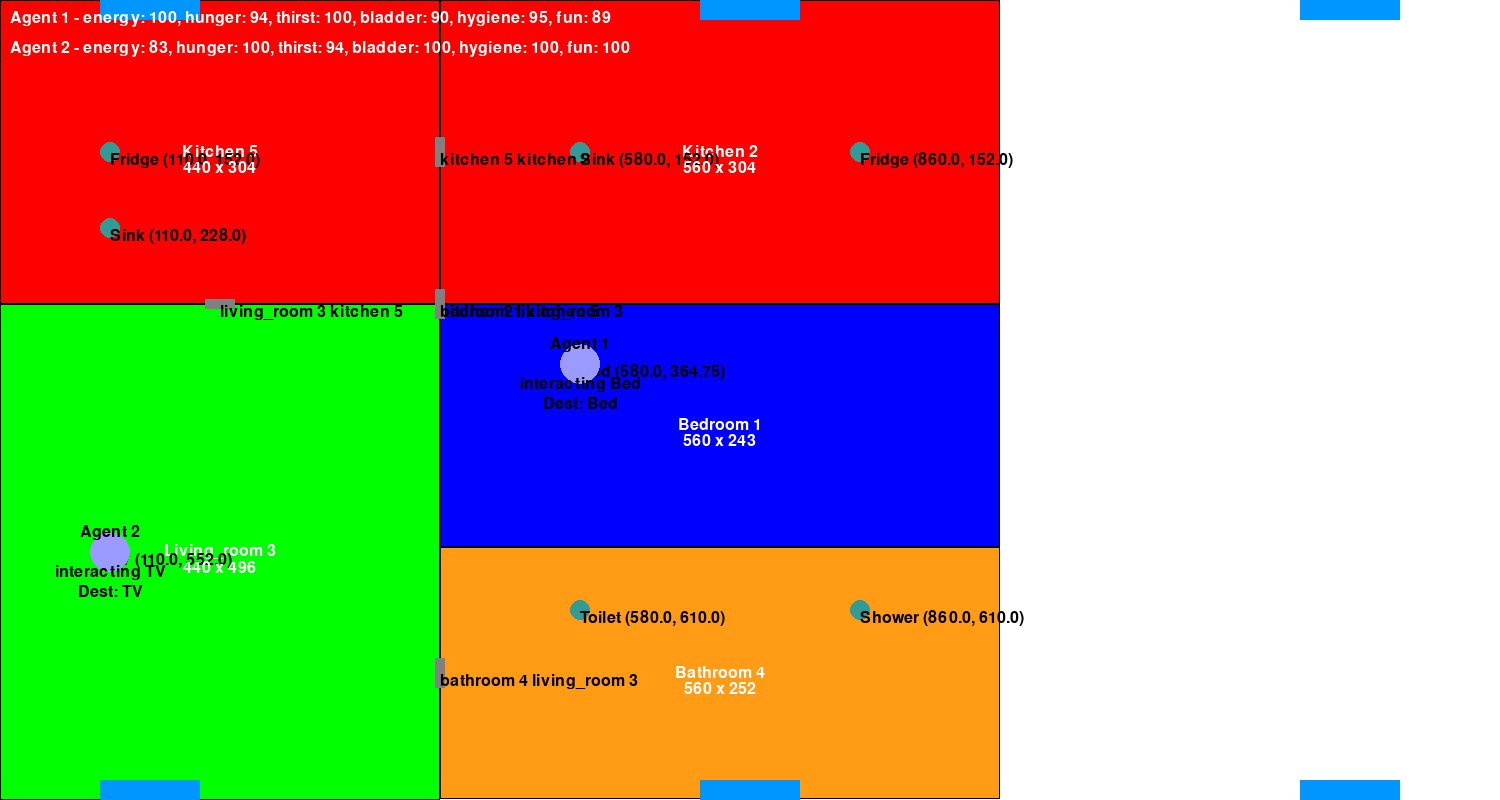 Agent 1 - energy: 100, hunger: 94, thirst: 100, bladder: 90, hygiene: 95, fun: 89
Agent 2 - energy: 83, hunger: 100, thirst: 94, bladder: 100, hygiene: 100, fun: 100
Kitchen 5
Fridge (110.0, 152.0)
440 x 304
kitchen 5 kitchen 2
Sink (580.0, 152.0)
Kitchen 2
560 x 304
Fridge (860.0, 152.0)
Sink (110.0, 228.0)
living_room 3 kitchen 5
living_room 3
Agent 1
(580.0, 364.75)
interacting Bed
Dest: Bed
Bedroom 1
560 x 243
Agent 2
Living_room 3
(110.0, 552.0)
440 x 496
interacting TV
Dest: TV
Toilet (580.0, 610.0)
Shower (860.0, 610.0)
Bathroom 4
560 x 252
bathroom 4 living_room 3